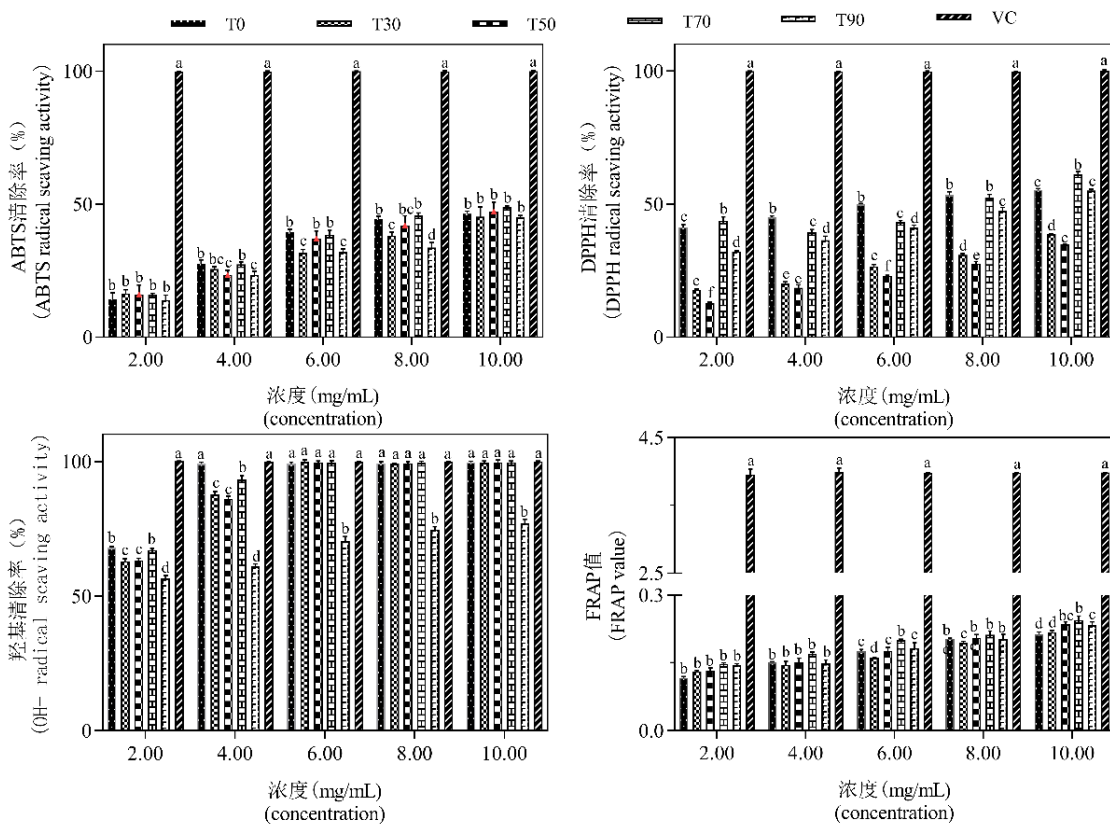 T0 T30 T50 T70 T90 VC
ABTS清除率 (%)
(ABTS radical scaving activity)
100
50
0
b b b b b a
b bc c b c a
b c b b c a
b c bc b d a
b b b b b a
2.00 4.00 6.00 8.00 10.00
浓度(mg/mL)
(concentration)
DPPH清除率 (%)
(DPPH radical scaving activity)
100
50
0
c e f b d a
b e e c d a
b e f c d a
b d e b c a
c d e b c a
2.00 4.00 6.00 8.00 10.00
浓度(mg/mL)
(concentration)
羟基清除率 (%)
(OH- radical scaving activity)
100
50
0
b c c b d a
a c c b d a
a a a a b a
a a a a b a
a a a a b a
2.00 4.00 6.00 8.00 10.00
浓度(mg/mL)
(concentration)
FRAP值
(FRAP value)
4.5
2.5
0.3
0.0
b b b b b a
b b b b b a
c d c b c a
d d bc b c a
2.00 4.00 6.00 8.00 10.00
浓度(mg/mL)
(concentration)